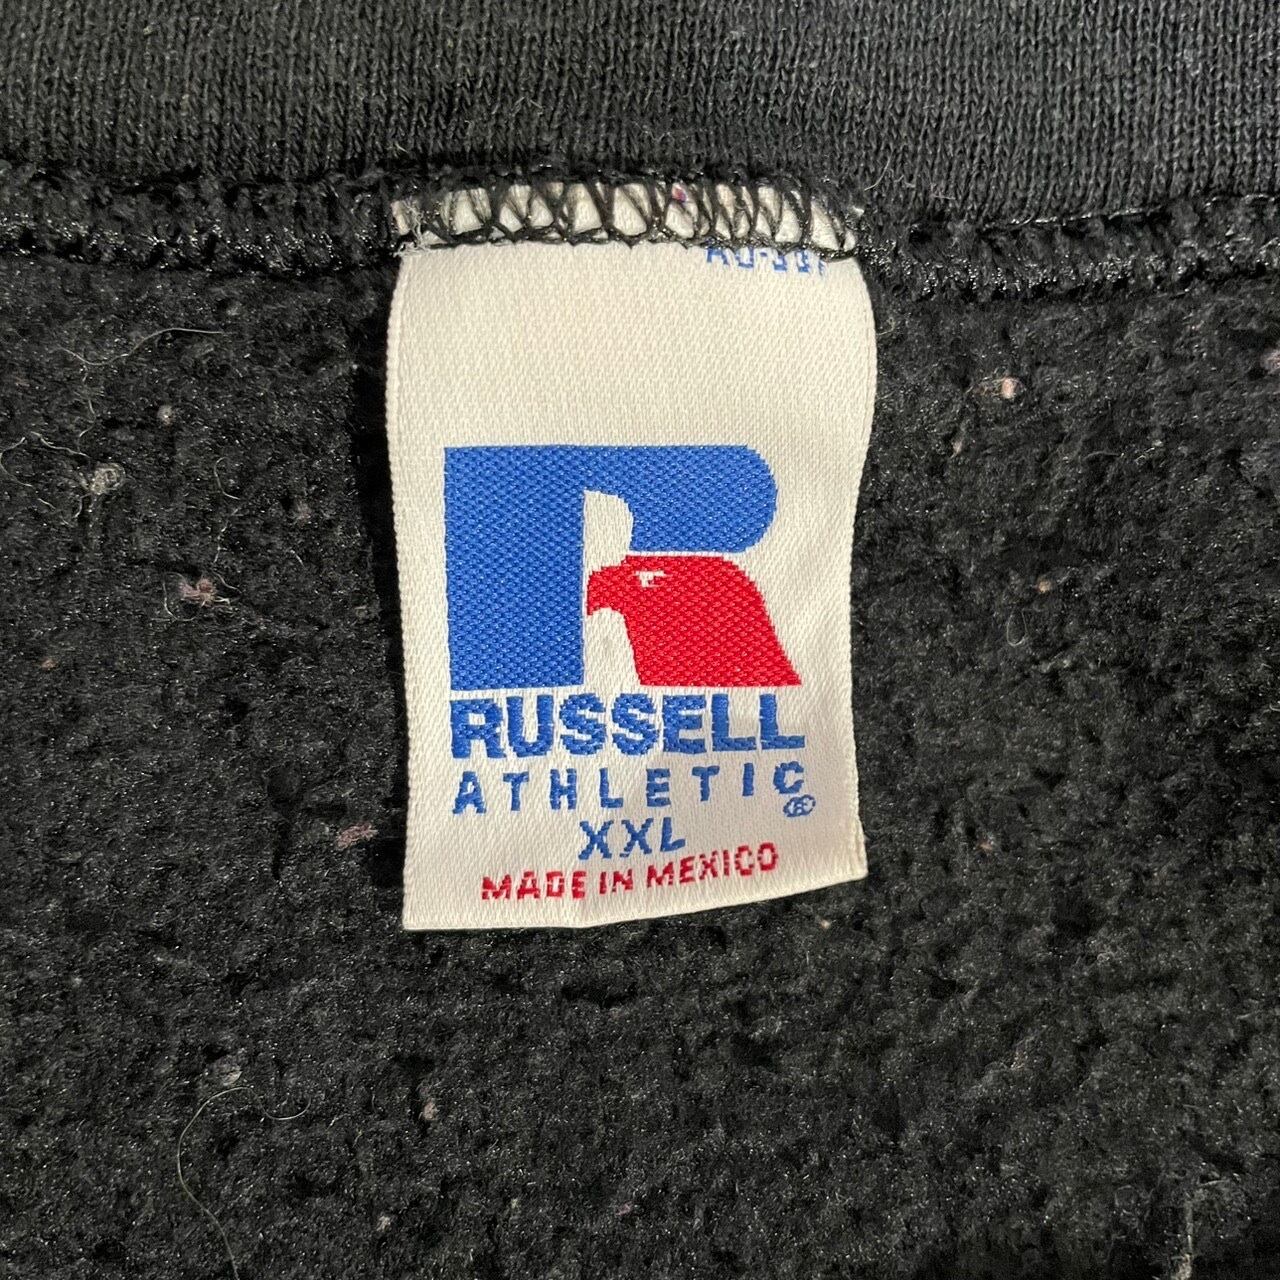 RUSSELL
ATHLETIC®
XXL
MADE IN MEXICO